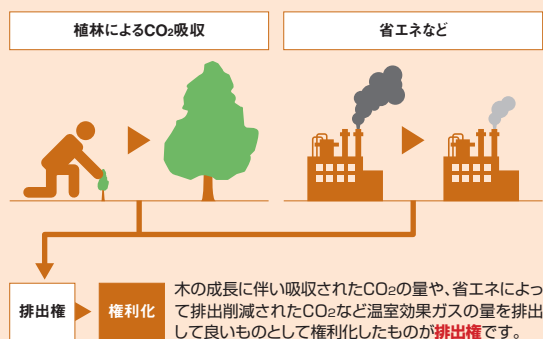 植林によるCO₂吸収
省エネなど
排出権
権利化
木の成長に伴い吸収されたCO₂の量や、省エネによっ
て排出削減されたCO₂など温室効果ガスの量を排出
して良いものとして権利化したものが排出権です。